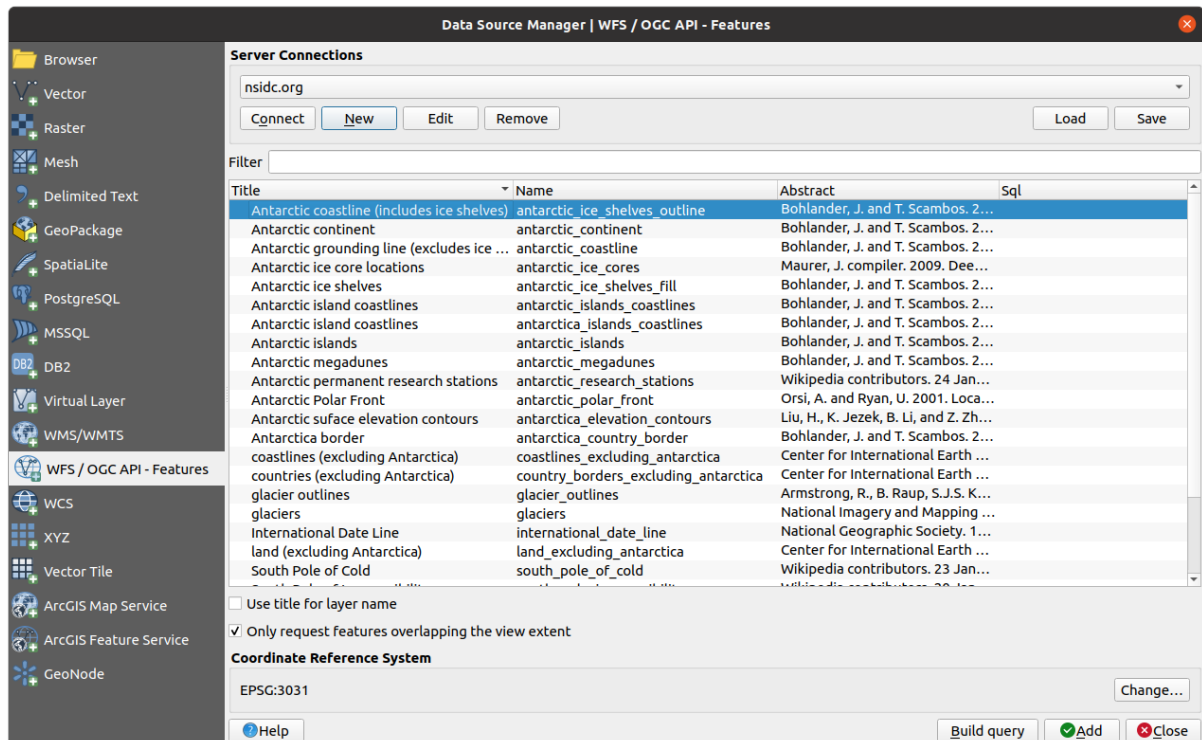 Data Source Manager | WFS / OGC API - Features
Browser
Vector
Raster
Mesh
Delimited Text
GeoPackage
SpatiaLite
PostgreSQL
MSSQL
DB2 DB2
Virtual Layer
WMS/WMTS
WFS / OGC API - Features
WCS
XYZ
Vector Tile
ArcGIS Map Service
ArcGIS Feature Service
GeoNode
Server Connections
nsidc.org
Connect New Edit Remove Load Save
Filter
Title Name Abstract Sql
Antarctic coastline (includes ice shelves) antarctic_ice_shelves_outline Bohlander, J. and T. Scambos. 2...
Antarctic continent antarctic_continent Bohlander, J. and T. Scambos. 2...
Antarctic grounding line (excludes ice ... antarctic_coastline Bohlander, J. and T. Scambos. 2...
Antarctic ice core locations antarctic_ice_cores Maurer, J. compiler. 2009. Dee...
Antarctic ice shelves antarctic_ice_shelves_fill Bohlander, J. and T. Scambos. 2...
Antarctic island coastlines antarctic_islands_coastlines Bohlander, J. and T. Scambos. 2...
Antarctic island coastlines antarctica_islands_coastlines Bohlander, J. and T. Scambos. 2...
Antarctic islands antarctic_islands Bohlander, J. and T. Scambos. 2...
Antarctic megadunes antarctic_megadunes Bohlander, J. and T. Scambos. 2...
Antarctic permanent research stations antarctic_research_stations Wikipedia contributors. 24 Jan...
Antarctic Polar Front antarctic_polar_front Orsi, A. and Ryan, U. 2001. Loca...
Antarctic suface elevation contours antarctica_elevation_contours Liu, H., K. Jezek, B. Li, and Z. Zh...
Antarctica border antarctica_country_border Bohlander, J. and T. Scambos. 2...
coastlines (excluding Antarctica) coastlines_excluding_antarctica Center for International Earth ...
countries (excluding Antarctica) country_borders_excluding_antarctica Center for International Earth ...
glacier outlines glacier_outlines Armstrong, R., B. Raup, S.J.S. K...
glaciers glaciers National Imagery and Mapping ...
International Date Line international_date_line National Geographic Society. 1...
land (excluding Antarctica) land_excluding_antarctica Center for International Earth ...
South Pole of Cold south_pole_of_cold Wikipedia contributors. 23 Jan...
Use title for layer name
Only request features overlapping the view extent
Coordinate Reference System
EPSG:3031 Change...
Help Build query Add Close